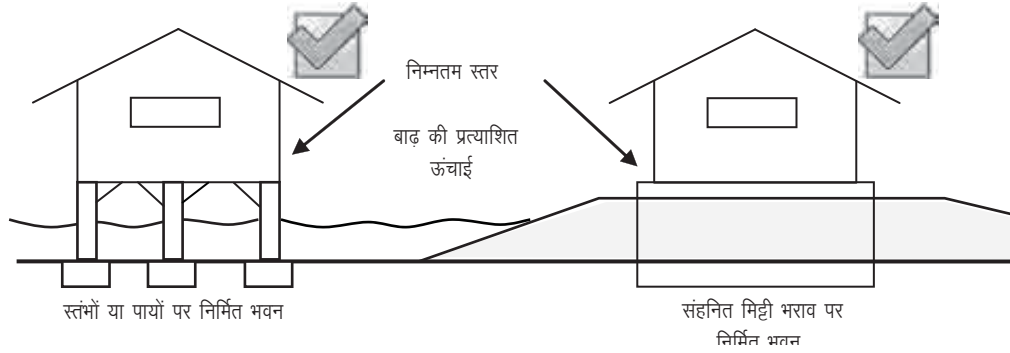 निम्नतम स्तर
बाढ़ की प्रत्याशित
ऊंचाई
स्तंभों या पायों पर निर्मित भवन
संहनित मिट्टी भराव पर
निर्मित भवन